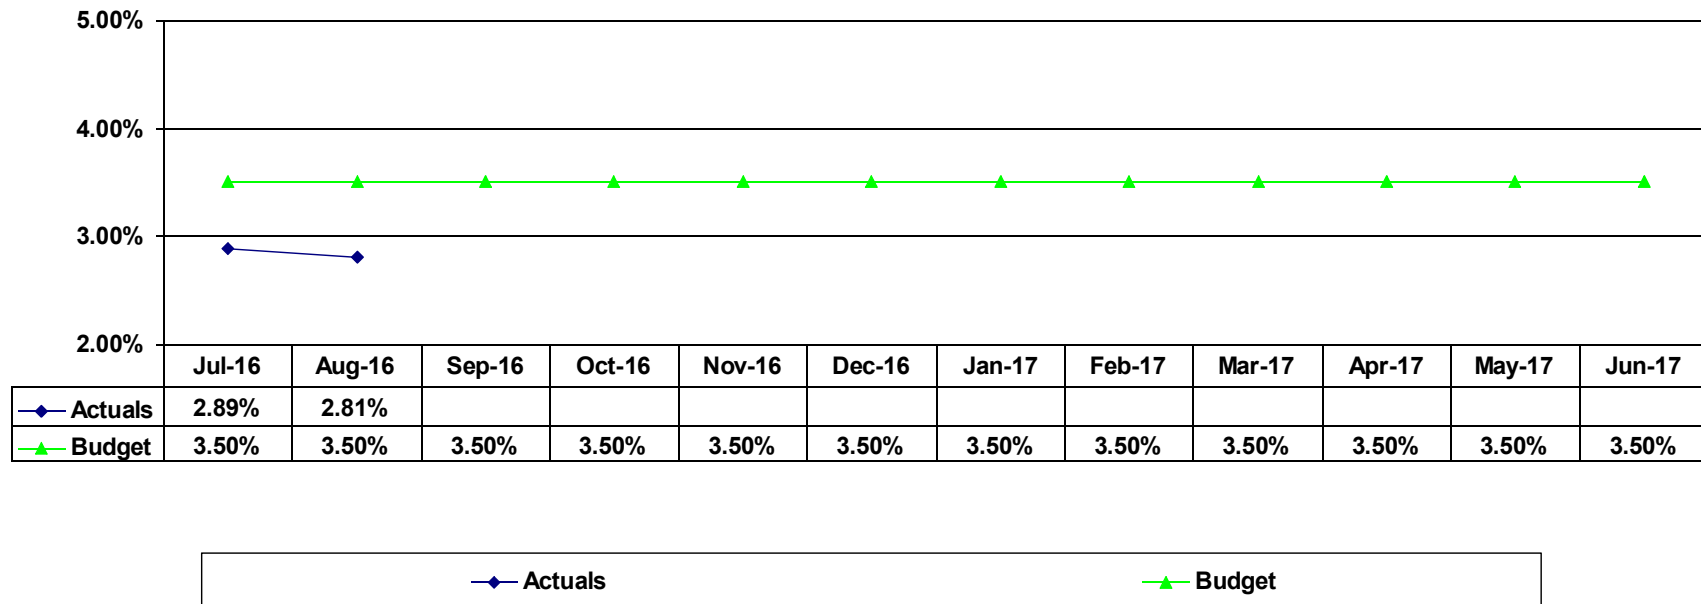 5.00%
4.00%
3.00%
2.00%
Jul-16 Aug-16 Sep-16 Oct-16 Nov-16 Dec-16 Jan-17 Feb-17 Mar-17 Apr-17 May-17 Jun-17
Actuals 2.89% 2.81%
Budget 3.50% 3.50% 3.50% 3.50% 3.50% 3.50% 3.50% 3.50% 3.50% 3.50% 3.50% 3.50%
Actuals Budget